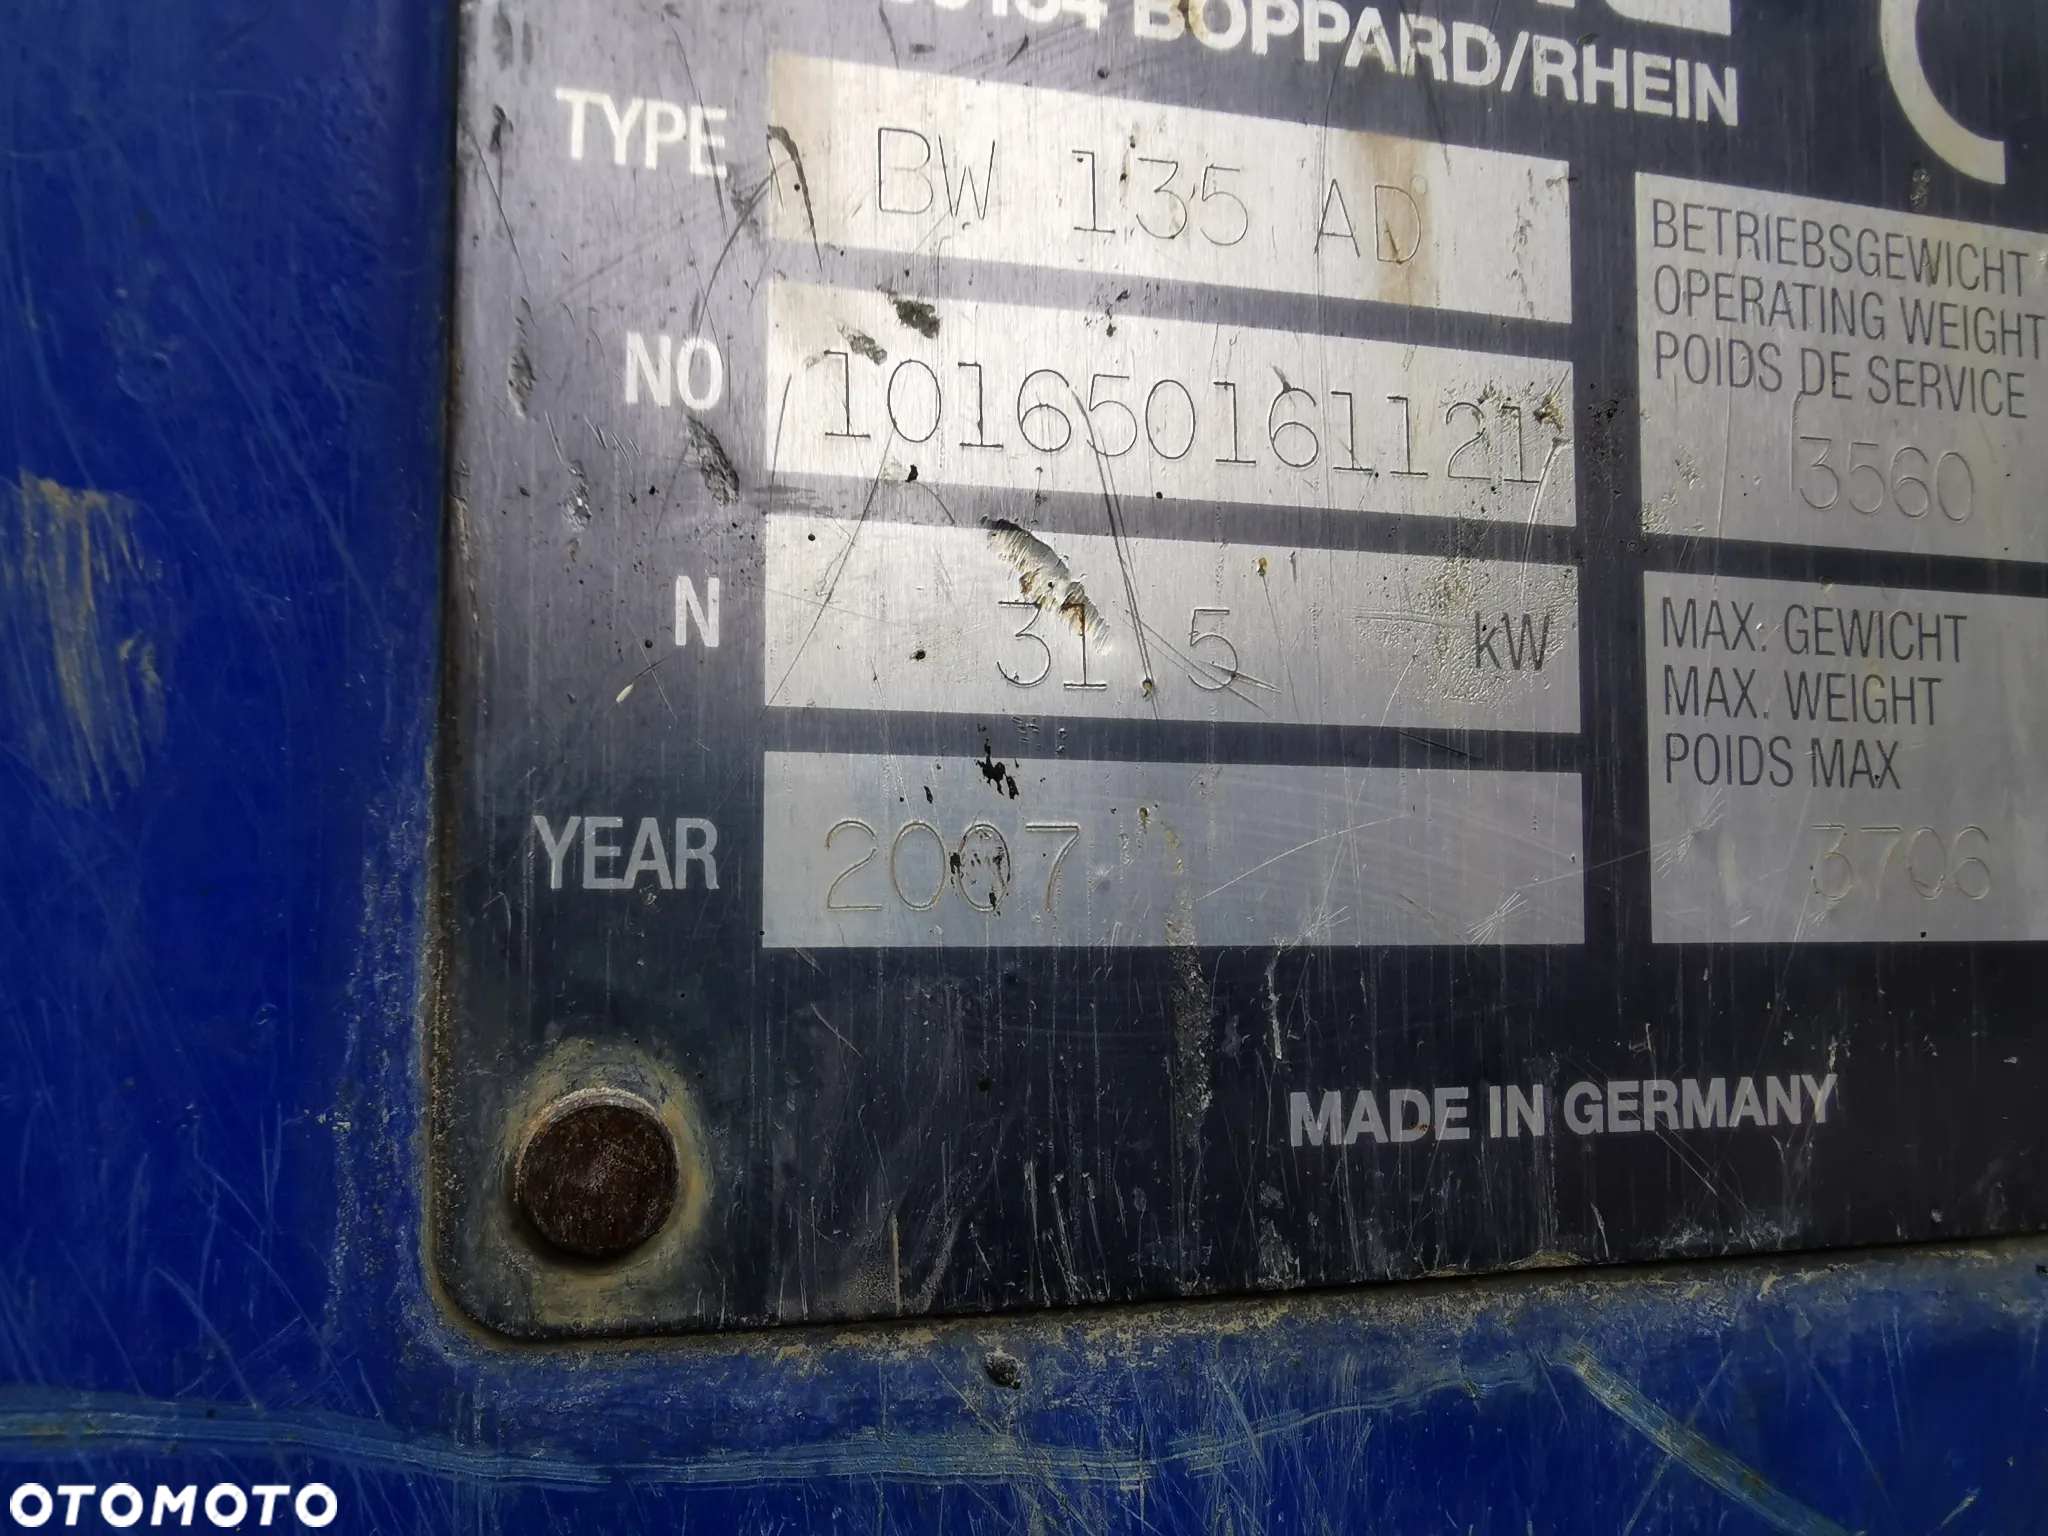 BOPPARD/RHEIN
TYPE BW 135 AD
NO 101650161121
N 31 5 kW
YEAR 2007
BETRIEBSGEWICHT
OPERATING WEIGHT
POIDS DE SERVICE
3560
MAX. GEWICHT
MAX. WEIGHT
POIDS MAX
3706
MADE IN GERMANY
OTOMOTO